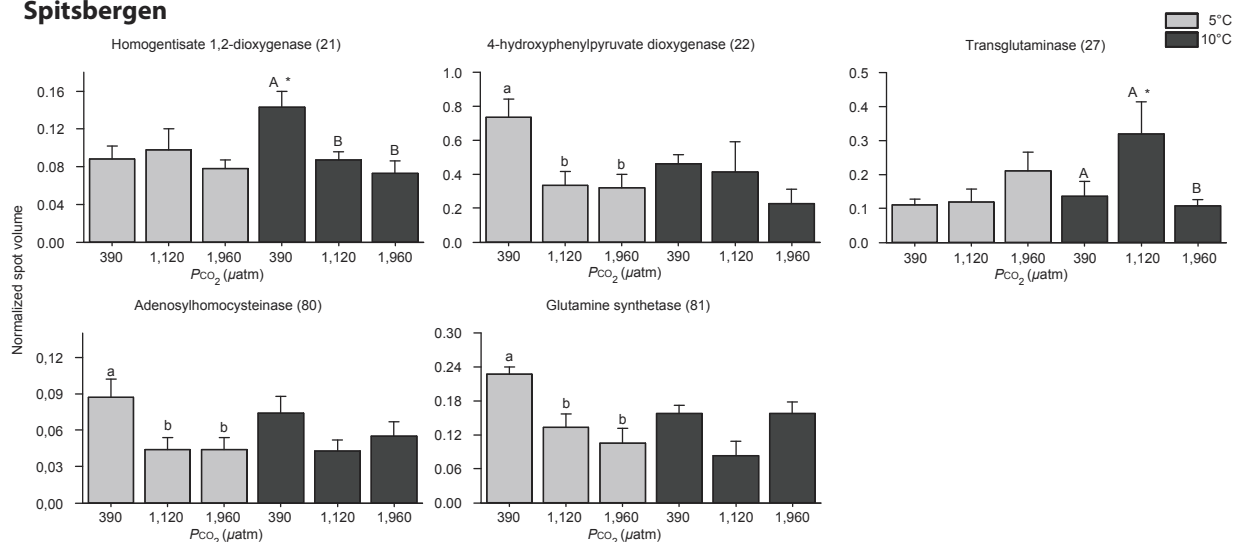 Spitsbergen
5°C
10°C
Homogentisate 1,2-dioxygenase (21)
0.16
0.12
0.08
0.04
0.00
A *
B
B
390
1,120
1,960
390
1,120
1,960
PCO2 (µatm)
4-hydroxyphenylpyruvate dioxygenase (22)
1.0
0.8
0.6
0.4
0.2
0.0
a
b
b
390
1,120
1,960
390
1,120
1,960
PCO2 (µatm)
Transglutaminase (27)
0.5
0.4
0.3
0.2
0.1
0.0
A
A *
B
390
1,120
1,960
390
1,120
1,960
PCO2 (µatm)
Normalized spot volume
Adenosylhomocysteinase (80)
0,12
0,09
0,06
0,03
0,00
a
b
b
390
1,120
1,960
390
1,120
1,960
PCO2 (µatm)
Glutamine synthetase (81)
0.30
0.24
0.18
0.12
0.06
0.00
a
b
b
390
1,120
1,960
390
1,120
1,960
PCO2 (µatm)